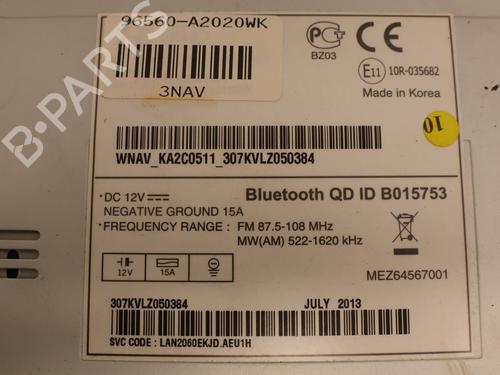 96560-A2020WK
3NAV
BZ03
CE
E11 10R-035682
Made in Korea
10
WNAV_KA2C0511_307KVLZ050384
DC 12V
NEGATIVE GROUND 15A
FREQUENCY RANGE : FM 87.5-108 MHz
MW(AM) 522-1620 kHz
Bluetooth QD ID B015753
12V 15A
MEZ64567001
307KVLZ050384 JULY 2013
SVC CODE : LAN2060EKJD.AEU1H
B-PARTS